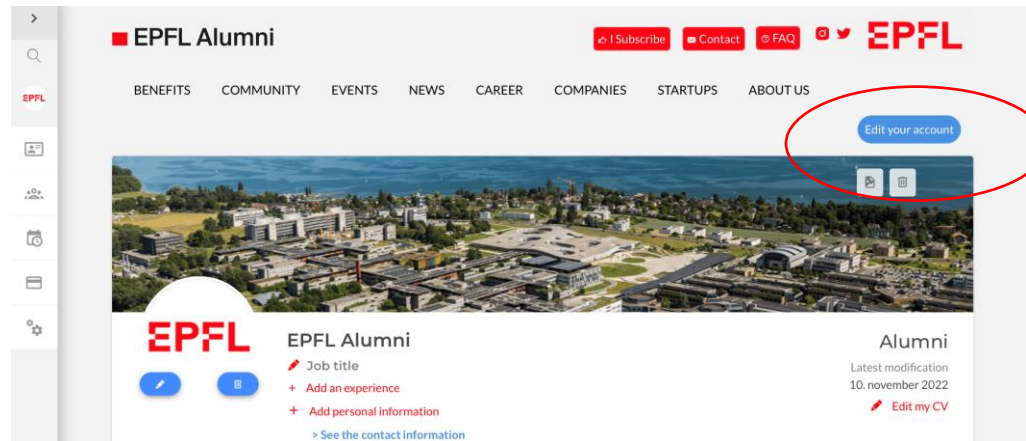 EPFL Alumni
I Subscribe
Contact
FAQ
EPFL
EPFL
BENEFITS COMMUNITY EVENTS NEWS CAREER COMPANIES STARTUPS ABOUT US
Edit your account
EPFL
EPFL Alumni
Job title
+ Add an experience
+ Add personal information
> See the contact information
Alumni
Latest modification
10. november 2022
Edit my CV